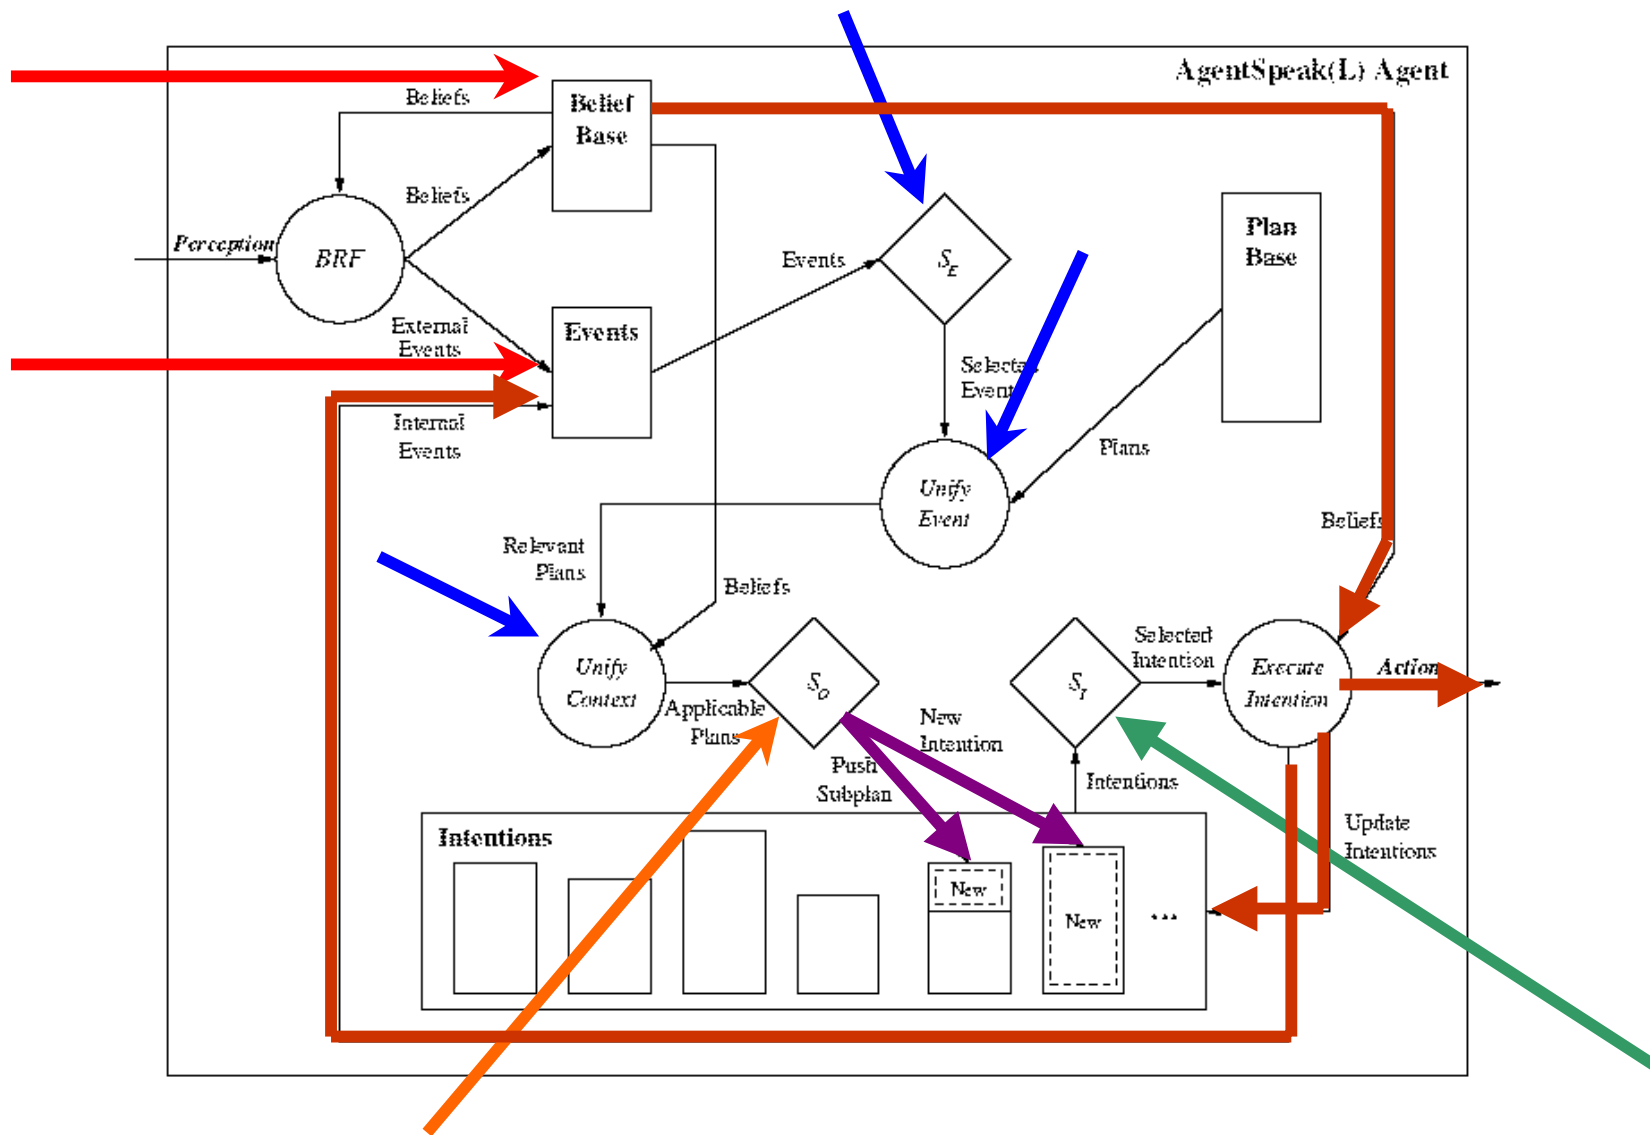 AgentSpeak(L) Agent
Beliefs
Belief
Base
Beliefs
Perception
BRF
Events
S_E
Plan
Base
External
Events
Events
Selected
Event
Internal
Events
Plans
Unify
Event
Beliefs
Relevant
Plans
Beliefs
Selected
Intention
Unify
Context
S_O
S_I
Execute
Intention
Action
Applicable
Plans
New
Intention
Push
Subplan
Intentions
Update
Intentions
Intentions
New
New
...